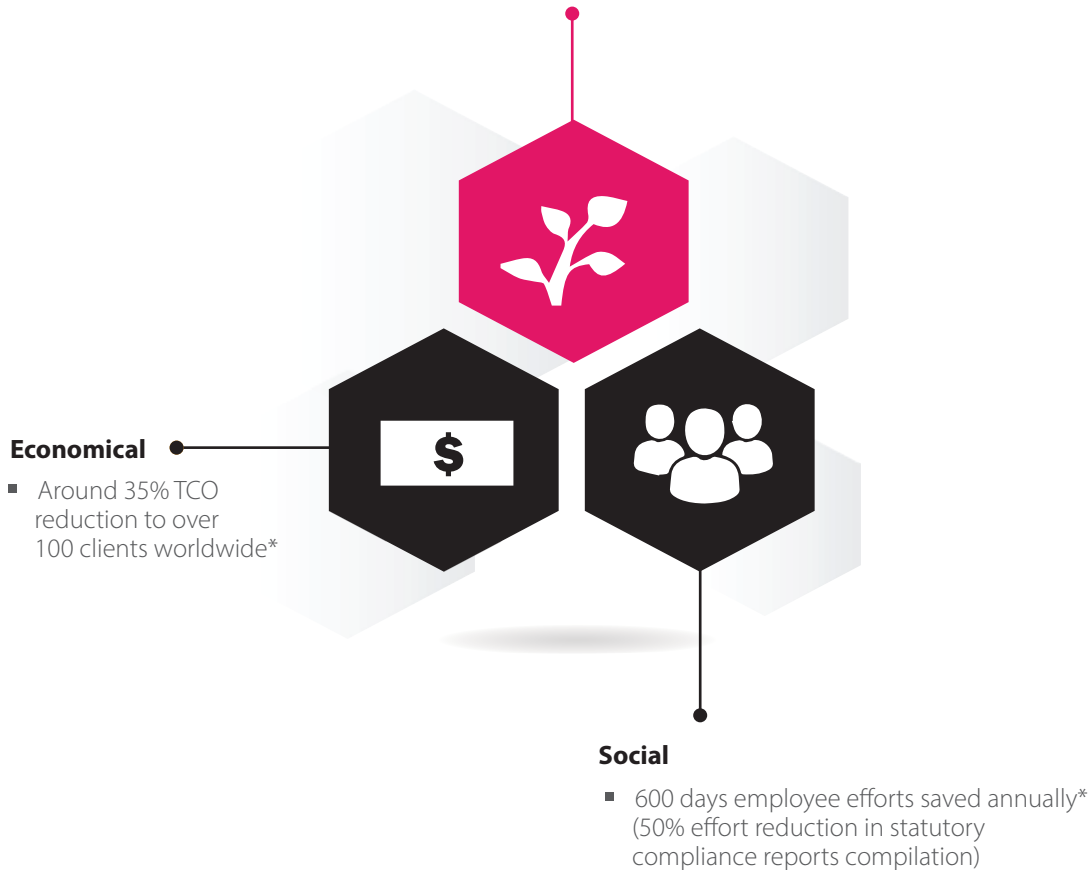 $
Economical
▪ Around 35% TCO
reduction to over
100 clients worldwide*
Social
▪ 600 days employee efforts saved annually*
(50% effort reduction in statutory
compliance reports compilation)